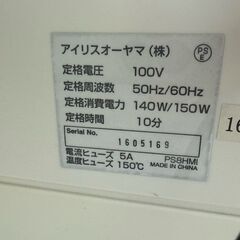 アイリスオーヤマ(株)
PS
E
定格電圧 100V
定格周波数 50Hz/60Hz
定格消費電力 140W/150W
定格時間 10分
Serial No.
1605169
電流ヒューズ 5A PS8HMI
温度ヒューズ 150℃ MADE IN CHINA
16